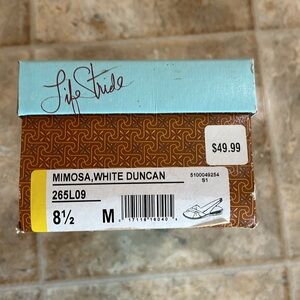 Life Stride
$49.99
MIMOSA,WHITE DUNCAN
5100049254
S1
265L09
8½ M